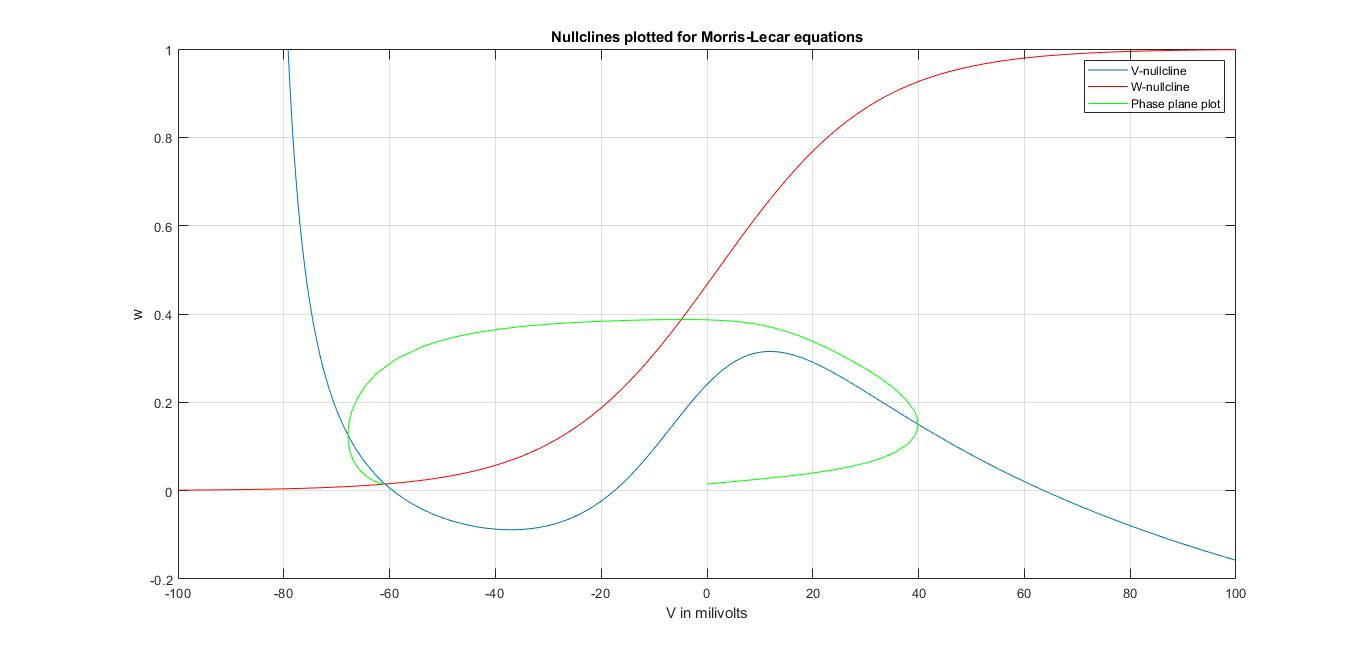 Nullclines plotted for Morris-Lecar equations
V-nullcline
W-nullcline
Phase plane plot
1
0.8
0.6
0.4
0.2
0
-0.2
w
-100 -80 -60 -40 -20 0 20 40 60 80 100
V in milivolts